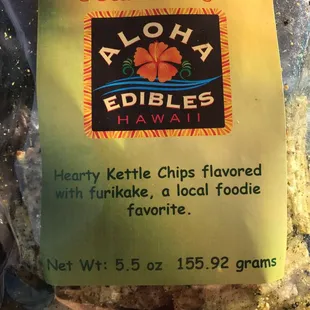 ALOHA
EDIBLES
HAWAII
Hearty Kettle Chips flavored
with furikake, a local foodie
favorite.
Net Wt: 5.5 oz 155.92 grams